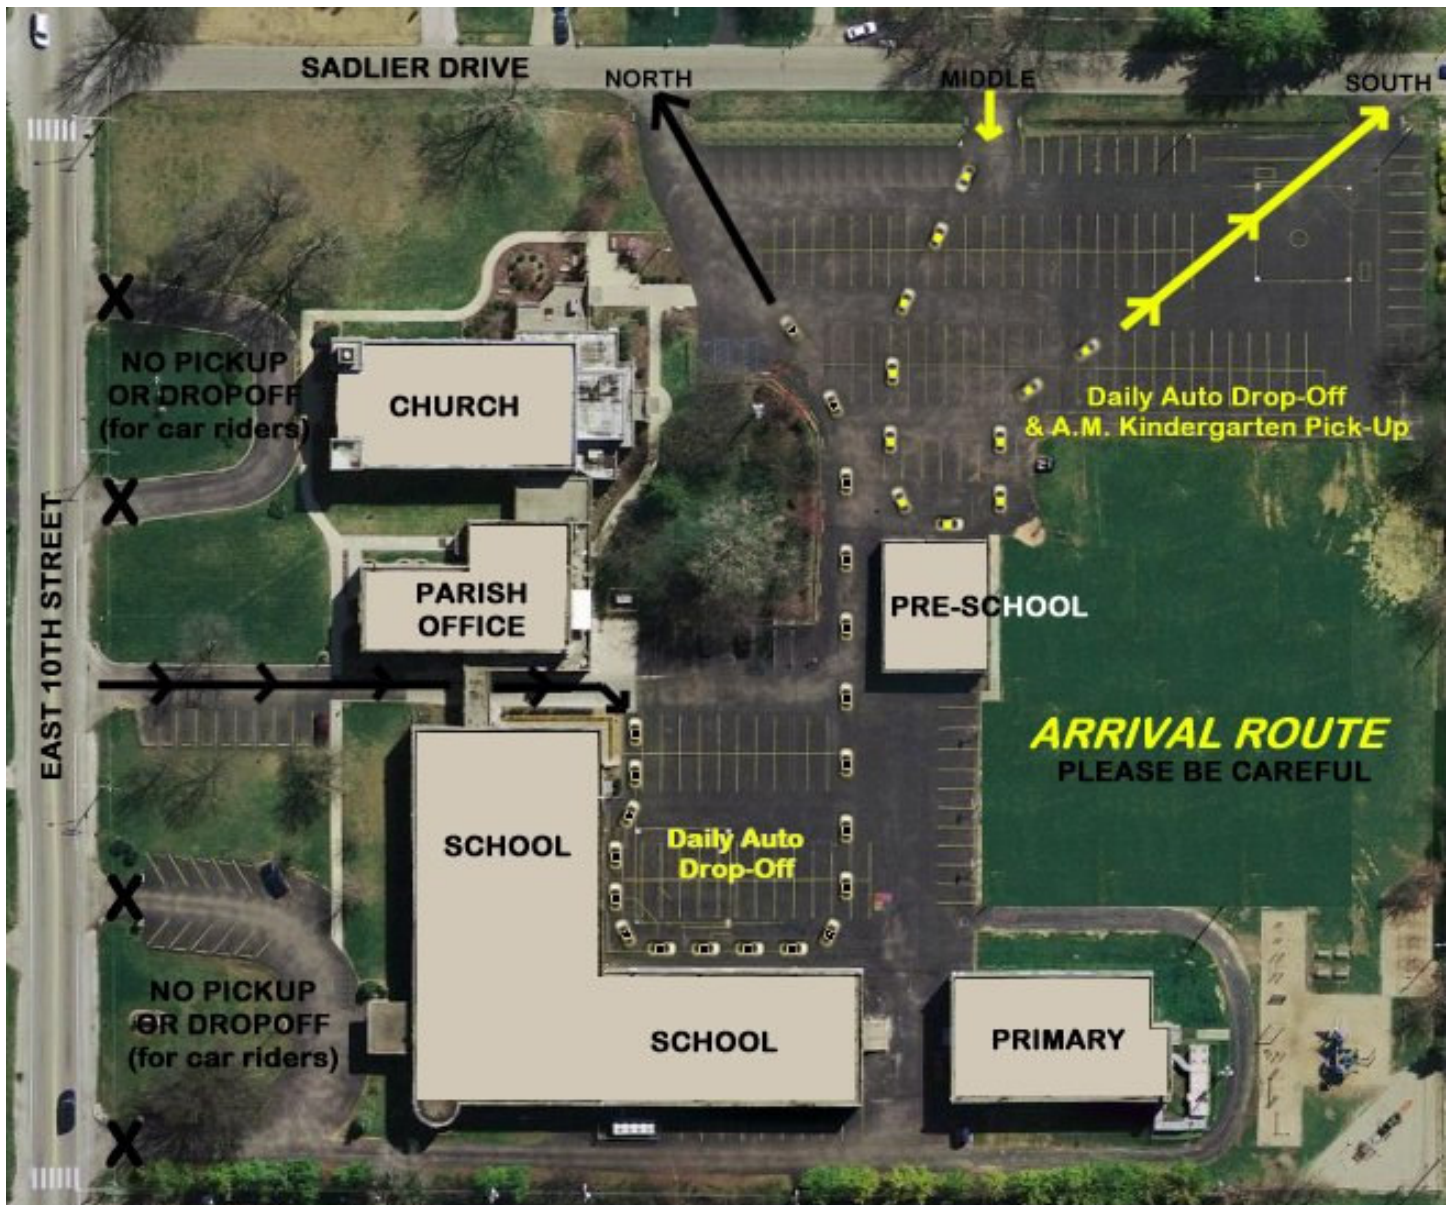 SADLIER DRIVE
NORTH
MIDDLE
SOUTH
NO PICKUP
OR DROPOFF
(for car riders)
CHURCH
Daily Auto Drop-Off
& A.M. Kindergarten Pick-Up
EAST 10TH STREET
PARISH
OFFICE
PRE-SCHOOL
ARRIVAL ROUTE
PLEASE BE CAREFUL
SCHOOL
Daily Auto
Drop-Off
NO PICKUP
OR DROPOFF
(for car riders)
SCHOOL
PRIMARY